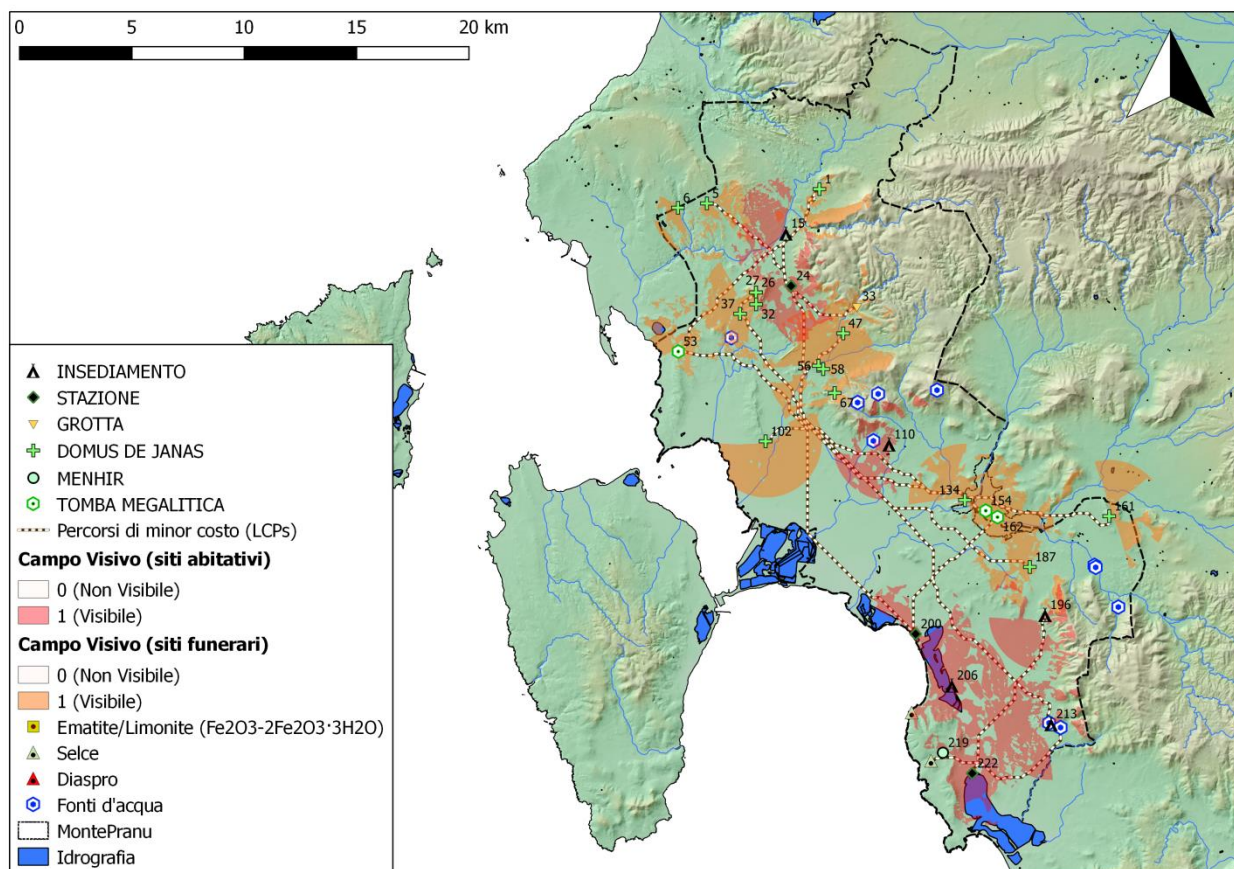 0 5 10 15 20 km
INSEDIAMENTO
STAZIONE
GROTTA
DOMUS DE JANAS
MENHIR
TOMBA MEGALITICA
Percorsi di minor costo (LCPs)
Campo Visivo (siti abitativi)
0 (Non Visibile)
1 (Visibile)
Campo Visivo (siti funerari)
0 (Non Visibile)
1 (Visibile)
Ematite/Limonite (Fe2O3-2Fe2O3·3H2O)
Selce
Diaspro
Fonti d'acqua
MontePranu
Idrografia
1
6
5
15
24
27
26
33
37
32
47
53
56
58
67
102
110
134
154
161
162
187
196
200
206
213
219
222